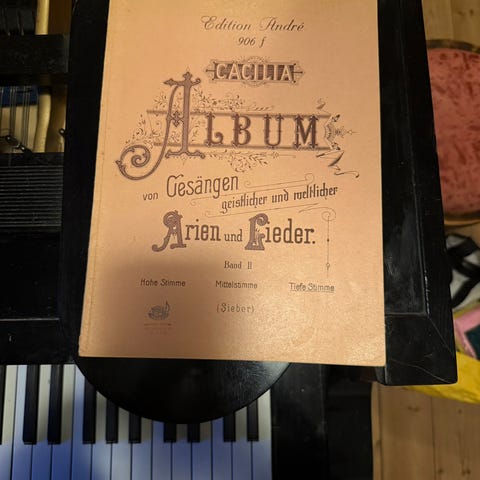 Edition André
906 f
CÄCILIA
ALBUM
von Gesängen
geistlicher und weltlicher
Arien und Lieder.
Band II
Hohe Stimme Mittelstimme Tiefe Stimme
(Sieber)